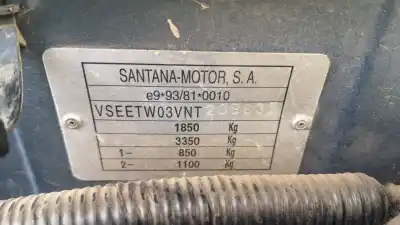 SANTANA-MOTOR, S.A.
e9*93/81*0010
VSEETW03VNT
1850 Kg
3350 Kg
1- 850 Kg
2- 1100 Kg